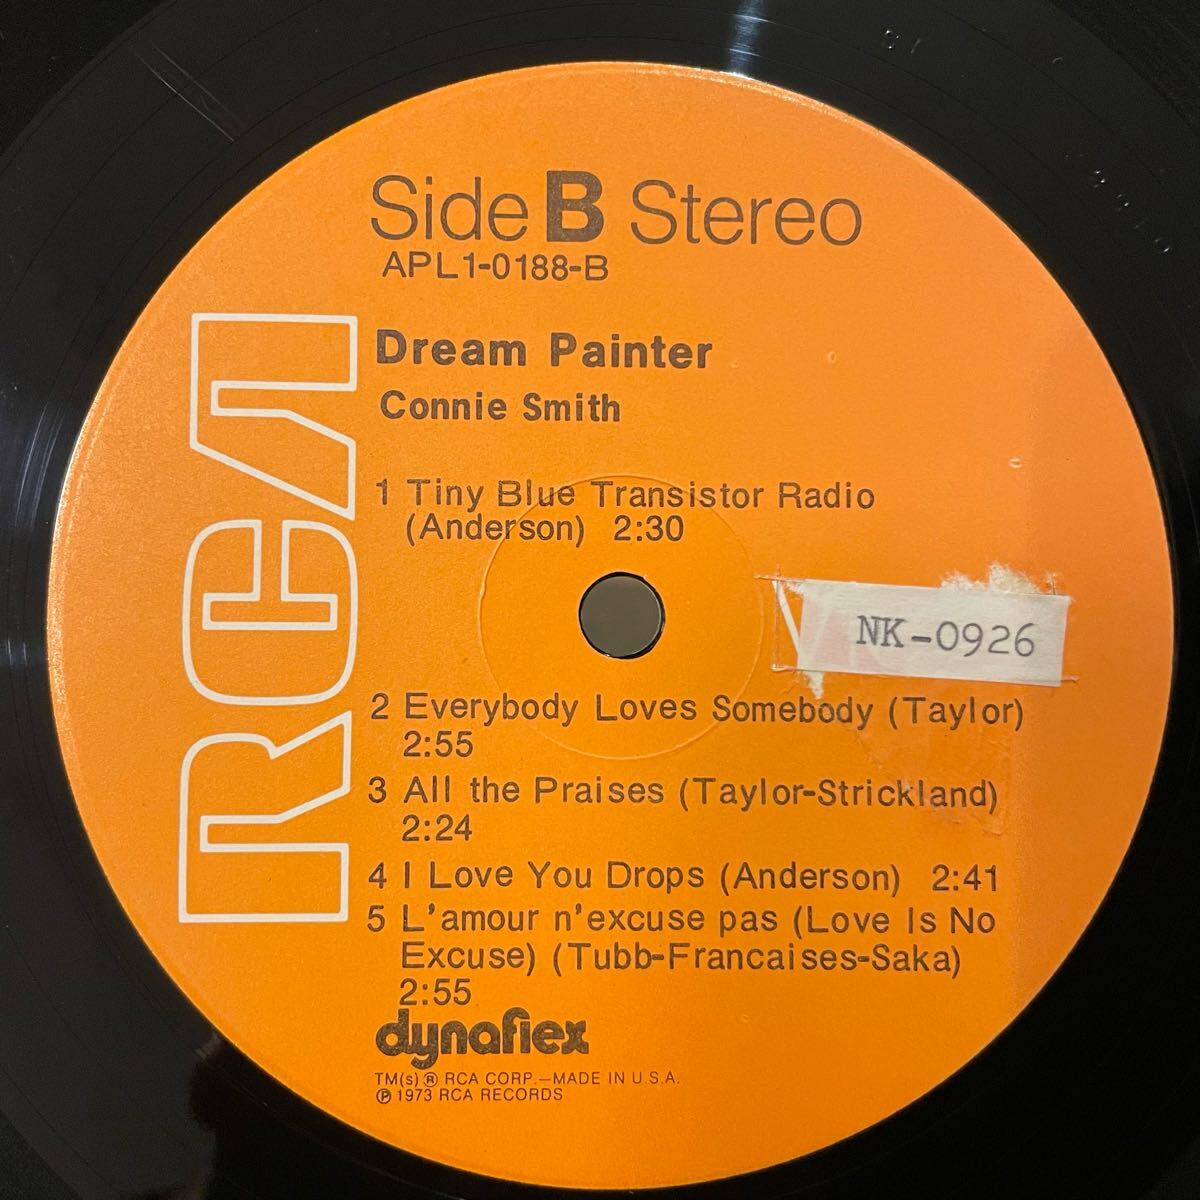 Side B Stereo
APL1-0188-B
RCA
Dream Painter
Connie Smith
1 Tiny Blue Transistor Radio
(Anderson) 2:30
NK-0926
2 Everybody Loves Somebody (Taylor)
2:55
3 All the Praises (Taylor-Strickland)
2:24
4 I Love You Drops (Anderson) 2:41
5 L'amour n'excuse pas (Love Is No
Excuse) (Tubb-Francaises-Saka)
2:55
dynaflex
TM(s) ® RCA CORP.—MADE IN U.S.A.
℗ 1973 RCA RECORDS